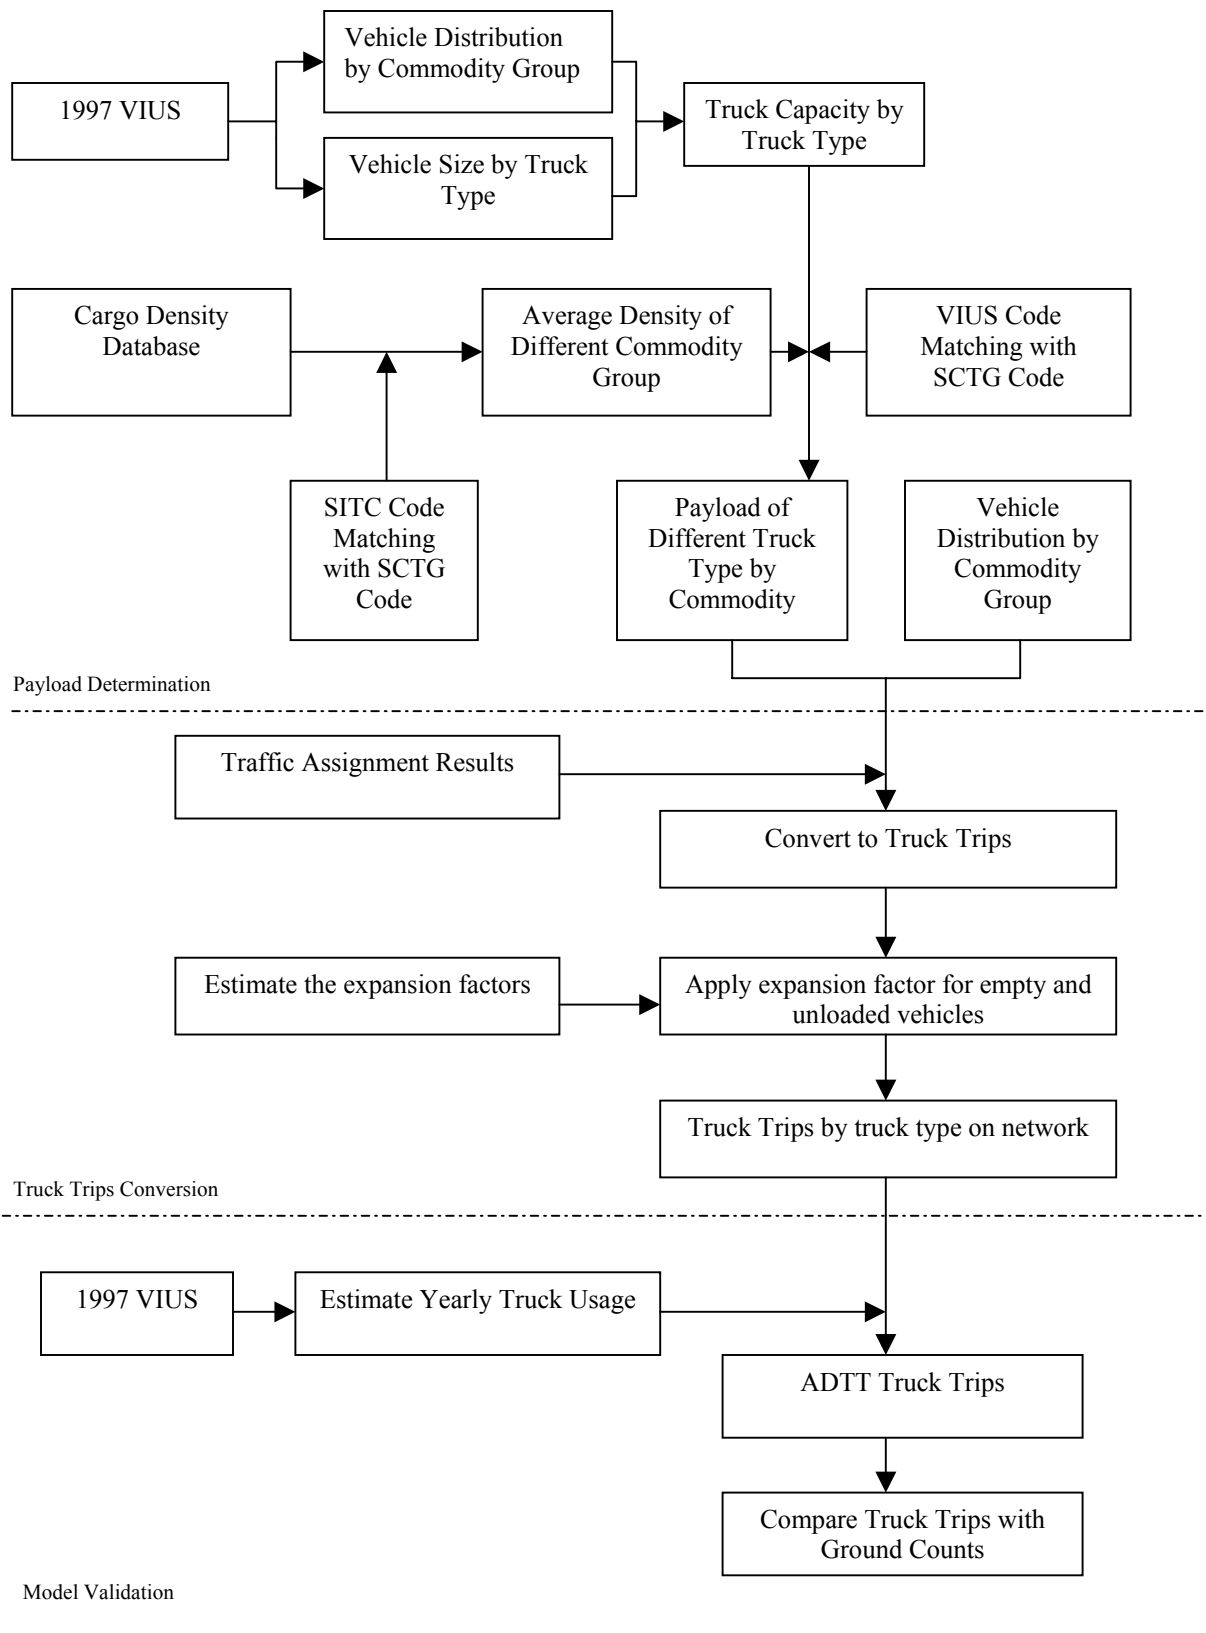 Vehicle Distribution
by Commodity Group
1997 VIUS
Truck Capacity by
Truck Type
Vehicle Size by Truck
Type
Cargo Density
Database
Average Density of
Different Commodity
Group
VIUS Code
Matching with
SCTG Code
SITC Code
Matching
with SCTG
Code
Payload of
Different Truck
Type by
Commodity
Vehicle
Distribution by
Commodity
Group
Payload Determination
Traffic Assignment Results
Convert to Truck Trips
Estimate the expansion factors
Apply expansion factor for empty and
unloaded vehicles
Truck Trips by truck type on network
Truck Trips Conversion
1997 VIUS
Estimate Yearly Truck Usage
ADTT Truck Trips
Compare Truck Trips with
Ground Counts
Model Validation